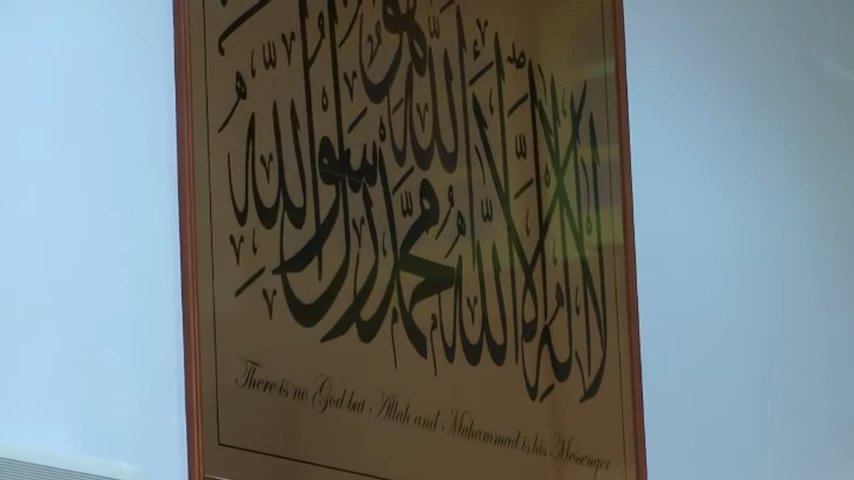 لا إله إلا الله محمد رسول الله
There is no God but Allah and Muhammad is his Messenger